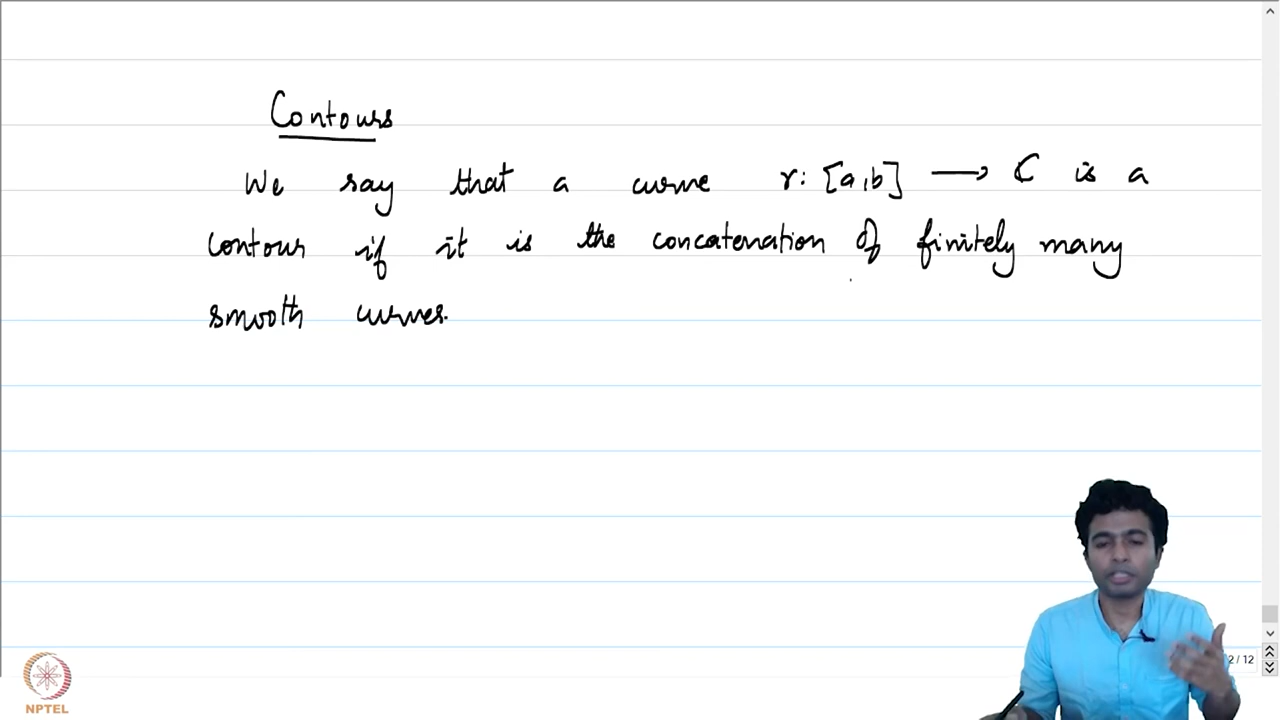 Contours
We say that a curve γ: [a,b] ⟶ ℂ is a
contour if it is the concatenation of finitely many
smooth curves.
2 / 12
NPTEL